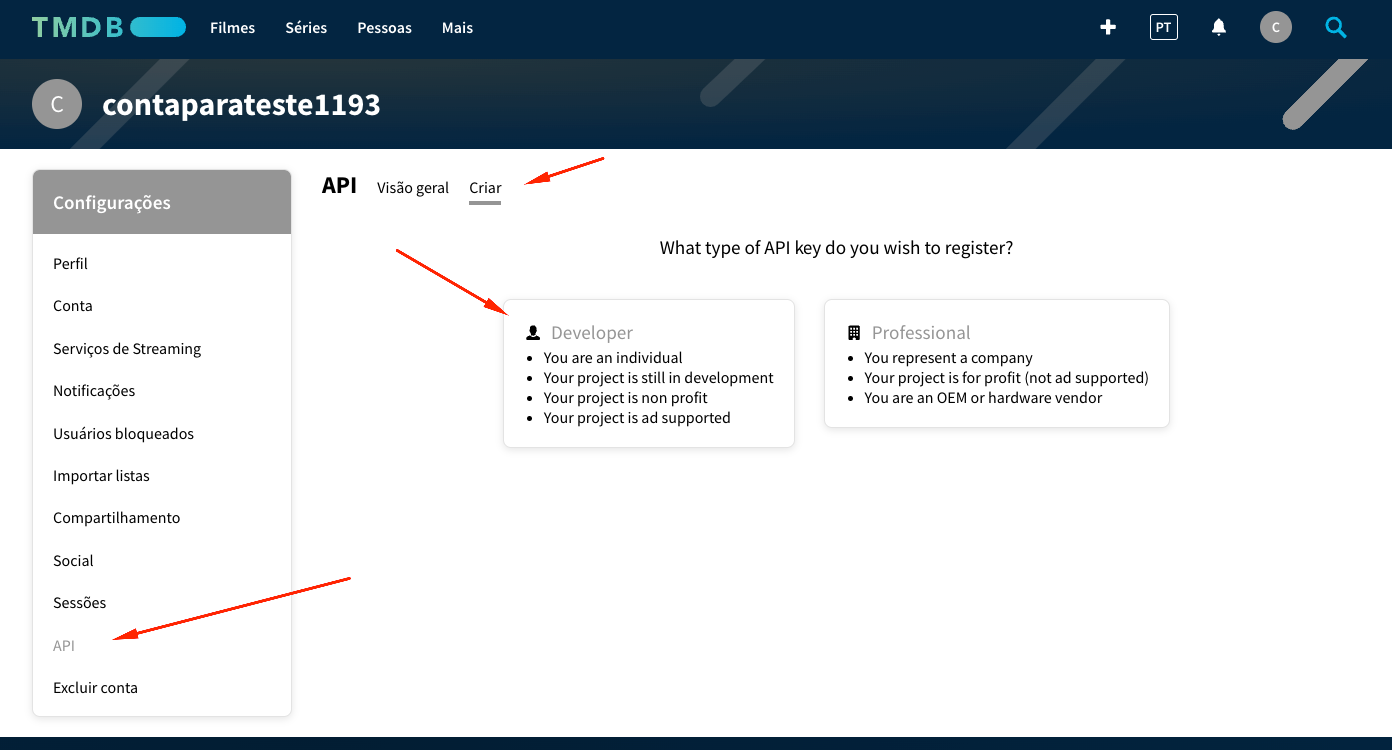 TMDB
Filmes
Séries
Pessoas
Mais
PT
C
C
contaparateste1193
Configurações
Perfil
Conta
Serviços de Streaming
Notificações
Usuários bloqueados
Importar listas
Compartilhamento
Social
Sessões
API
Excluir conta
API Visão geral Criar
What type of API key do you wish to register?
Developer
You are an individual
Your project is still in development
Your project is non profit
Your project is ad supported
Professional
You represent a company
Your project is for profit (not ad supported)
You are an OEM or hardware vendor